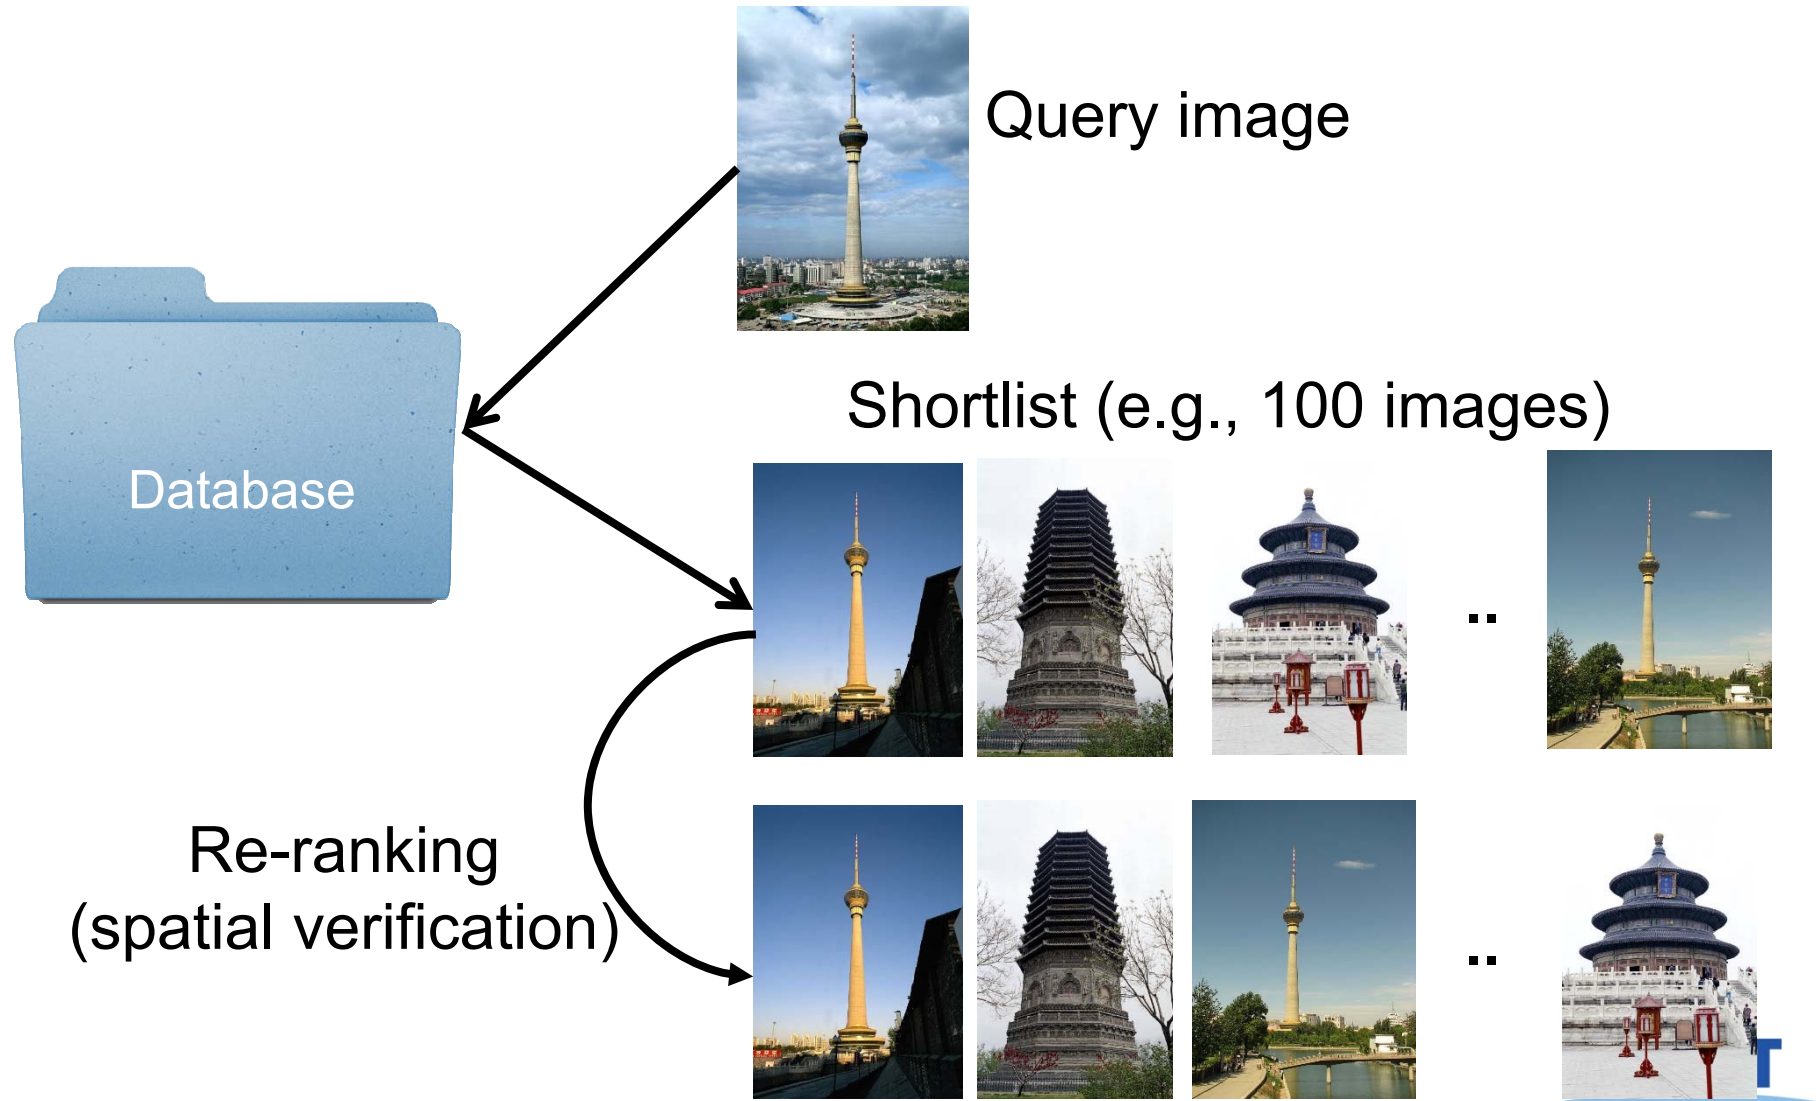 Query image
Database
Shortlist (e.g., 100 images)
..
Re-ranking
(spatial verification)
..
T